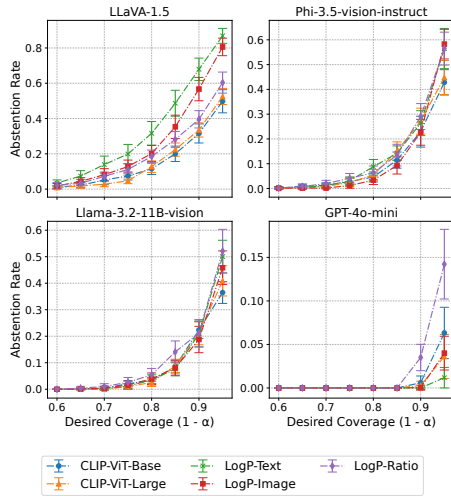 LLaVA-1.5
Phi-3.5-vision-instruct
Abstention Rate
0.8
0.6
0.4
0.2
0.0
0.6
0.5
0.4
0.3
0.2
0.1
0.0
Llama-3.2-11B-vision
GPT-4o-mini
Abstention Rate
0.6
0.5
0.4
0.3
0.2
0.1
0.0
0.15
0.10
0.05
0.00
0.6 0.7 0.8 0.9
0.6 0.7 0.8 0.9
Desired Coverage (1 - α)
Desired Coverage (1 - α)
CLIP-ViT-Base
CLIP-ViT-Large
LogP-Text
LogP-Image
LogP-Ratio